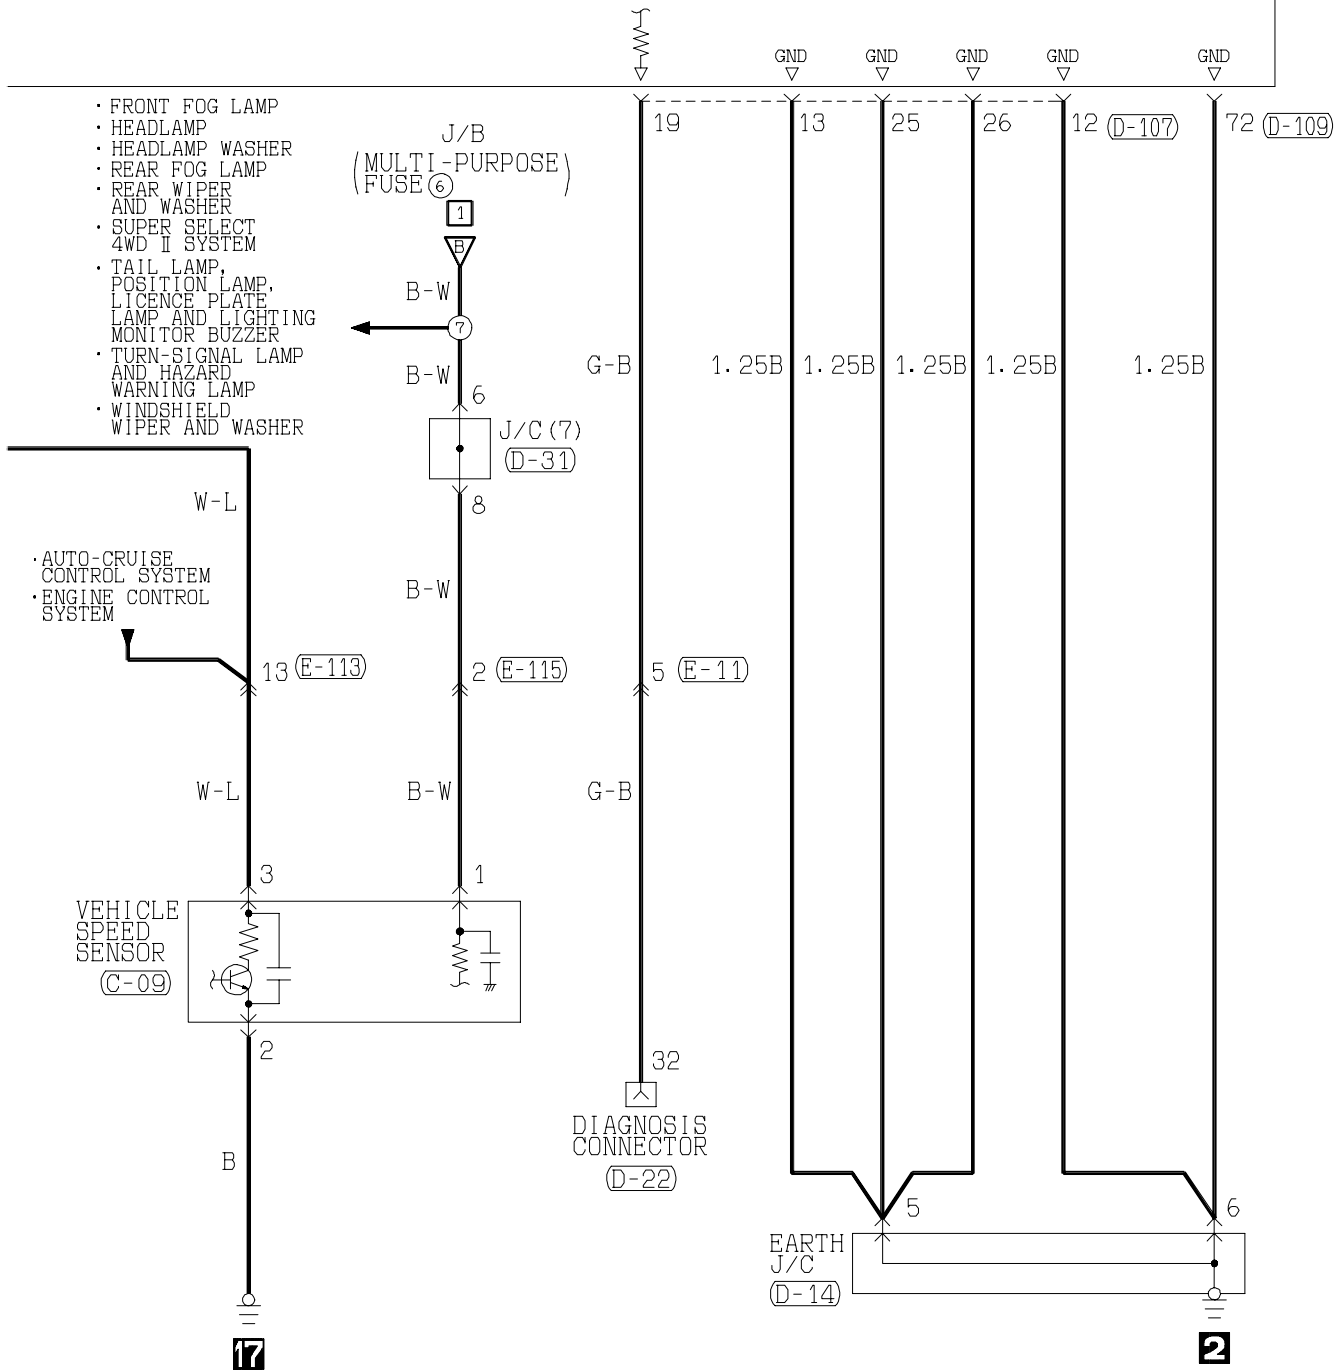 GND GND GND GND GND
19 13 25 26 12 D-107 72 D-109
· FRONT FOG LAMP
· HEADLAMP
· HEADLAMP WASHER
· REAR FOG LAMP
· REAR WIPER
AND WASHER
· SUPER SELECT
4WD Ⅱ SYSTEM
· TAIL LAMP,
POSITION LAMP,
LICENCE PLATE
LAMP AND LIGHTING
MONITOR BUZZER
· TURN-SIGNAL LAMP
AND HAZARD
WARNING LAMP
· WINDSHIELD
WIPER AND WASHER
J/B
(MULTI-PURPOSE
FUSE 6)
1
B
B-W
7
B-W
6
J/C (7)
D-31
8
G-B 1.25B 1.25B 1.25B 1.25B 1.25B
W-L
· AUTO-CRUISE
CONTROL SYSTEM
· ENGINE CONTROL
SYSTEM
B-W
13 E-113 2 E-115 5 E-11
W-L B-W G-B
3 1
VEHICLE
SPEED
SENSOR
C-09
2
32
DIAGNOSIS
CONNECTOR
D-22
B
5 6
EARTH
J/C
D-14
17 2